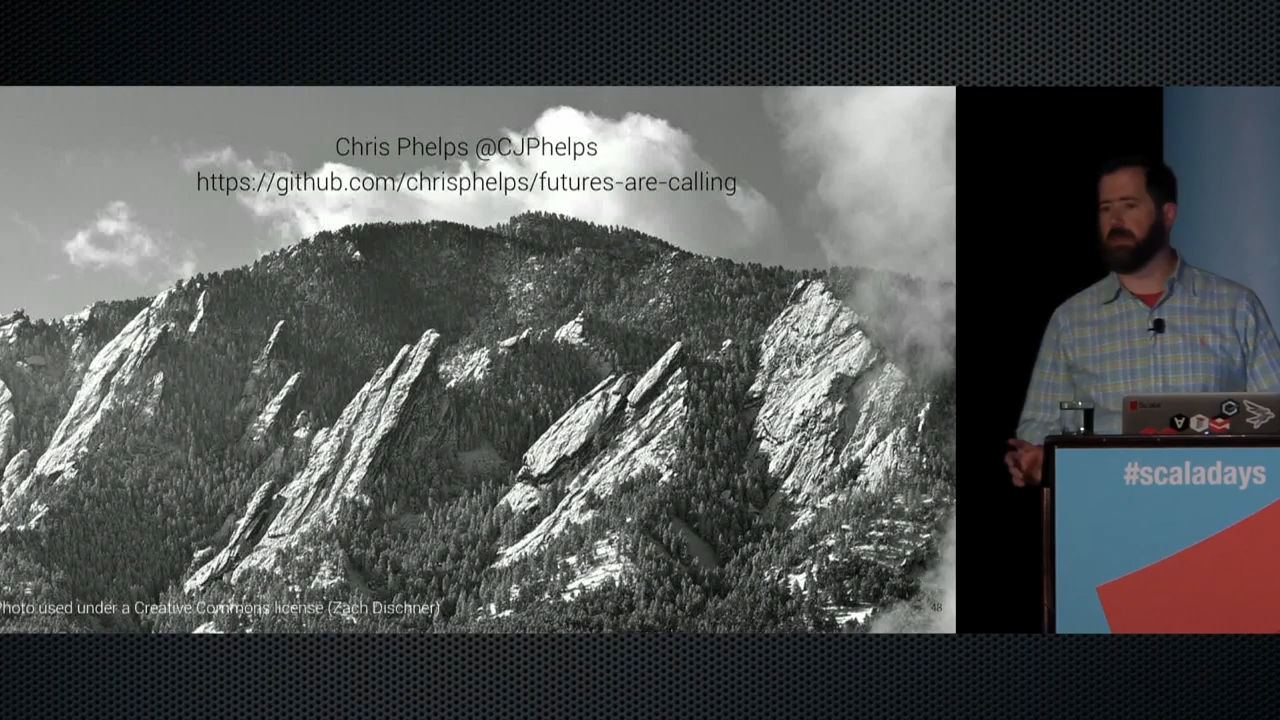 Chris Phelps @CJPhelps
https://github.com/chrisphelps/futures-are-calling
Photo used under a Creative Commons license (Zach Dischner)
48
Scala
#scaladays